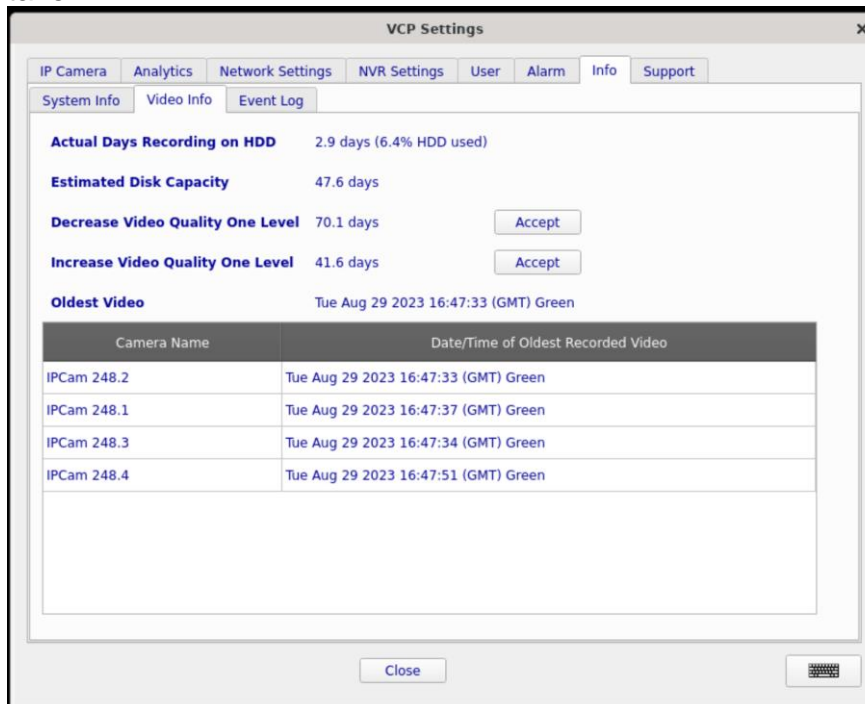 VCP Settings
x
IP Camera Analytics Network Settings NVR Settings User Alarm Info Support
System Info Video Info Event Log
Actual Days Recording on HDD 2.9 days (6.4% HDD used)
Estimated Disk Capacity 47.6 days
Decrease Video Quality One Level 70.1 days Accept
Increase Video Quality One Level 41.6 days Accept
Oldest Video Tue Aug 29 2023 16:47:33 (GMT) Green
Camera Name Date/Time of Oldest Recorded Video
IPCam 248.2 Tue Aug 29 2023 16:47:33 (GMT) Green
IPCam 248.1 Tue Aug 29 2023 16:47:37 (GMT) Green
IPCam 248.3 Tue Aug 29 2023 16:47:34 (GMT) Green
IPCam 248.4 Tue Aug 29 2023 16:47:51 (GMT) Green
Close